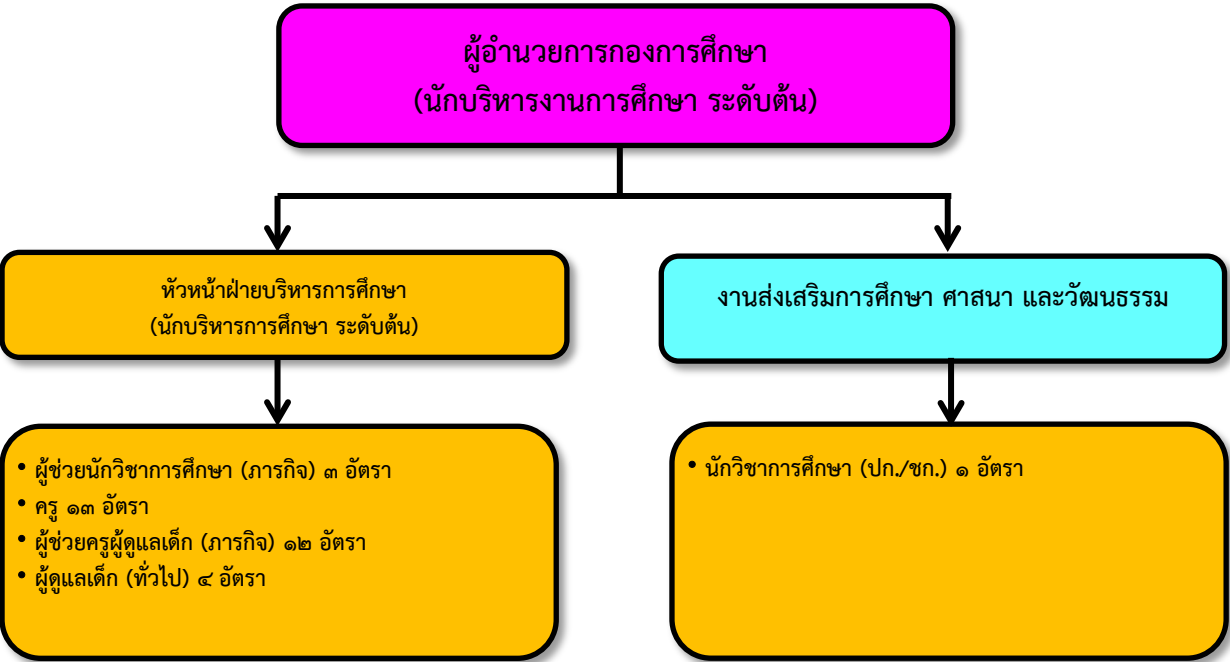 ผู้อำนวยการกองการศึกษา
(นักบริหารงานการศึกษา ระดับต้น)
หัวหน้าฝ่ายบริหารการศึกษา
(นักบริหารการศึกษา ระดับต้น)
งานส่งเสริมการศึกษา ศาสนา และวัฒนธรรม
• ผู้ช่วยนักวิชาการศึกษา (ภารกิจ) ๓ อัตรา
• ครู ๑๓ อัตรา
• ผู้ช่วยครูผู้ดูแลเด็ก (ภารกิจ) ๑๒ อัตรา
• ผู้ดูแลเด็ก (ทั่วไป) ๔ อัตรา
• นักวิชาการศึกษา (ปก./ชก.) ๑ อัตรา